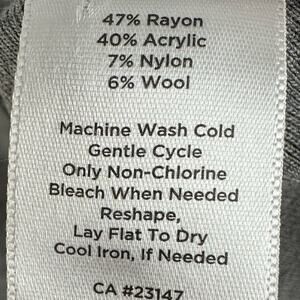 47% Rayon
40% Acrylic
7% Nylon
6% Wool
Machine Wash Cold
Gentle Cycle
Only Non-Chlorine
Bleach When Needed
Reshape,
Lay Flat To Dry
Cool Iron, If Needed
CA #23147